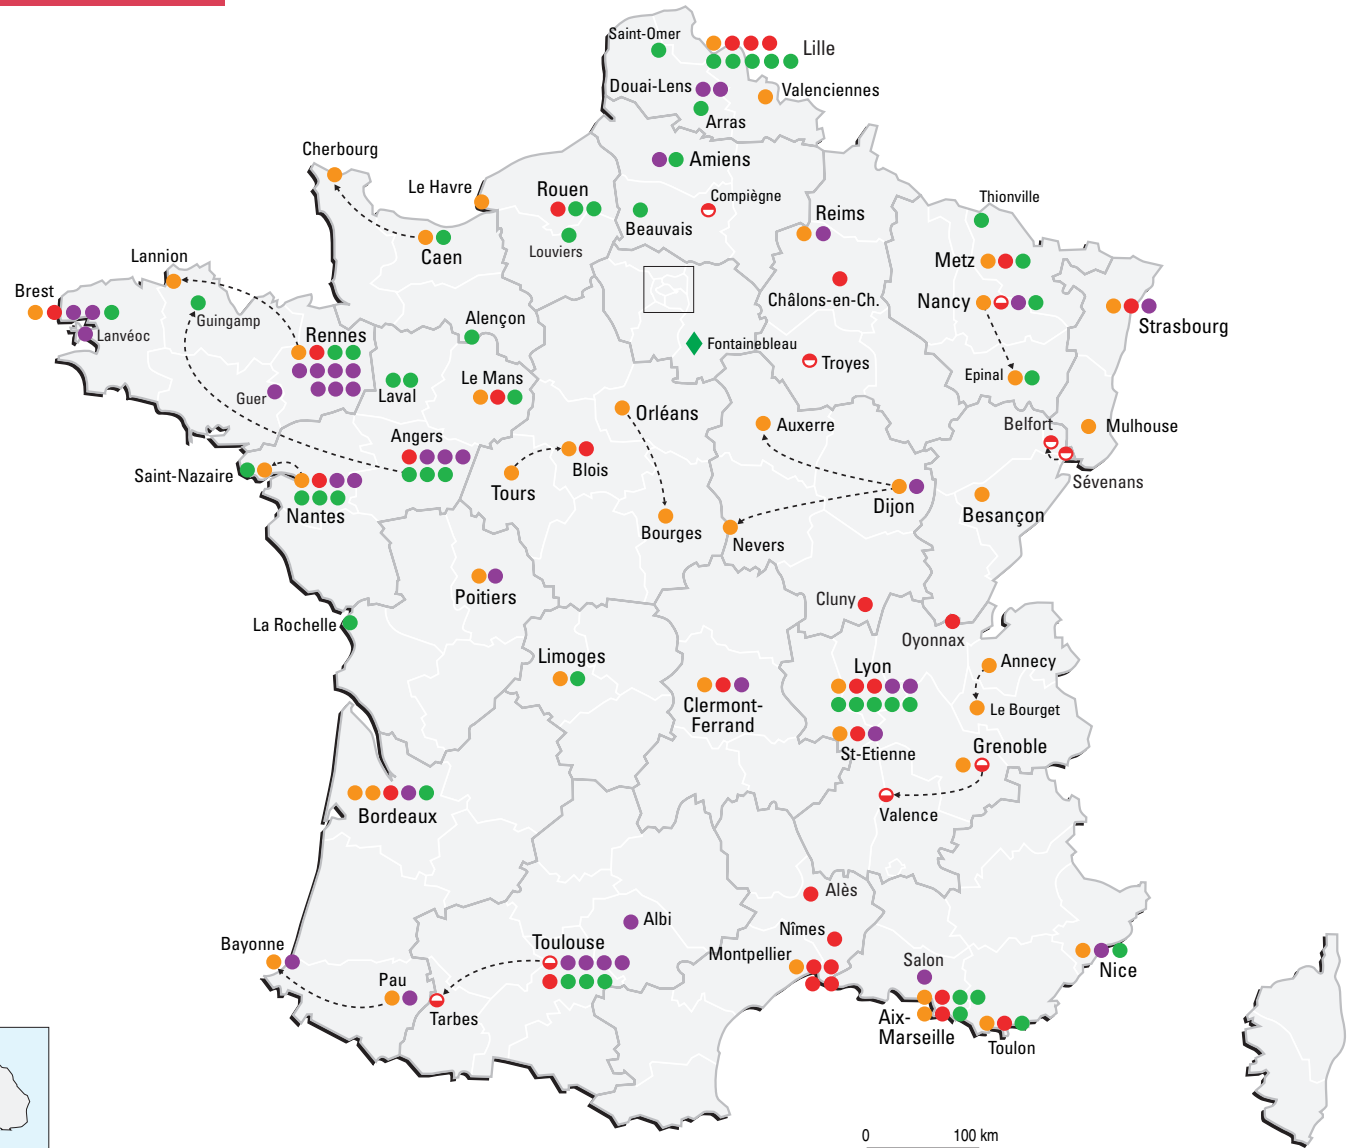 Saint-Omer
Lille
Douai-Lens
Valenciennes
Arras
Cherbourg
Amiens
Le Havre
Rouen
Compiègne
Thionville
Reims
Beauvais
Louviers
Caen
Lannion
Metz
Brest
Châlons-en-Ch.
Nancy
Guingamp
Alençon
Strasbourg
Lanvéoc
Rennes
Fontainebleau
Troyes
Le Mans
Epinal
Guer
Laval
Orléans
Auxerre
Belfort
Mulhouse
Angers
Saint-Nazaire
Blois
Sévenans
Tours
Dijon
Besançon
Nantes
Bourges
Nevers
Poitiers
Cluny
La Rochelle
Oyonnax
Limoges
Lyon
Annecy
Clermont-
Ferrand
Le Bourget
St-Etienne
Grenoble
Bordeaux
Valence
Alès
Albi
Nîmes
Bayonne
Toulouse
Montpellier
Salon
Nice
Pau
Tarbes
Aix-
Marseille
Toulon
0 100 km